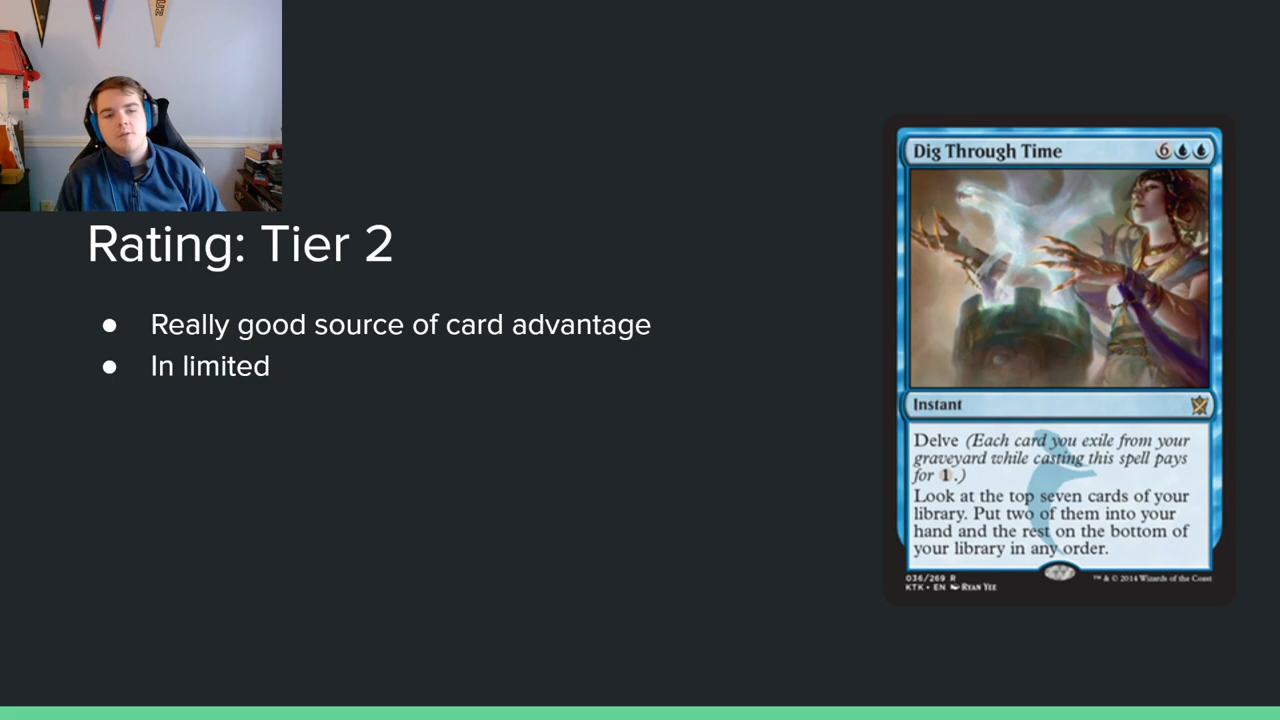 Rating: Tier 2
● Really good source of card advantage
● In limited
Dig Through Time 6
Instant
Delve (Each card you exile from your
graveyard while casting this spell pays
for 1.)
Look at the top seven cards of your
library. Put two of them into your
hand and the rest on the bottom of
your library in any order.
036/269 R
KTK • EN Ryan Yee
™ & © 2014 Wizards of the Coast